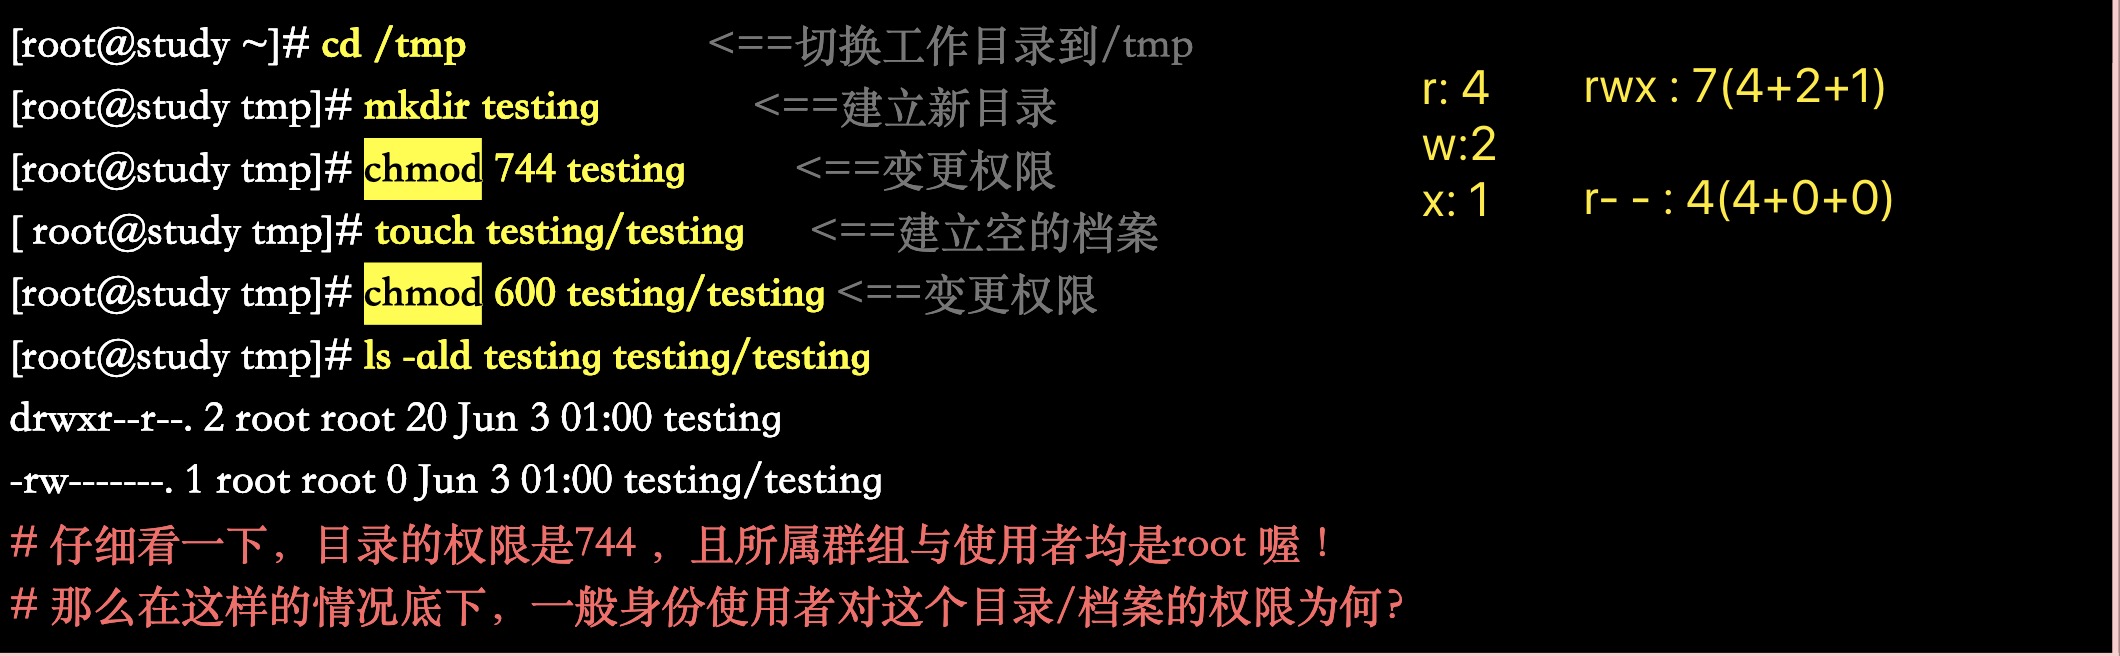 [root@study ~]# cd /tmp <==切换工作目录到/tmp
[root@study tmp]# mkdir testing <==建立新目录
[root@study tmp]# chmod 744 testing <==变更权限
[ root@study tmp]# touch testing/testing <==建立空的档案
[root@study tmp]# chmod 600 testing/testing <==变更权限
[root@study tmp]# ls -ald testing testing/testing
drwxr--r--. 2 root root 20 Jun 3 01:00 testing
-rw-------. 1 root root 0 Jun 3 01:00 testing/testing
# 仔细看一下，目录的权限是744 ，且所属群组与使用者均是root 喔！
# 那么在这样的情况底下，一般身份使用者对这个目录/档案的权限为何?
r: 4
w:2
x: 1
rwx : 7(4+2+1)
r- - : 4(4+0+0)